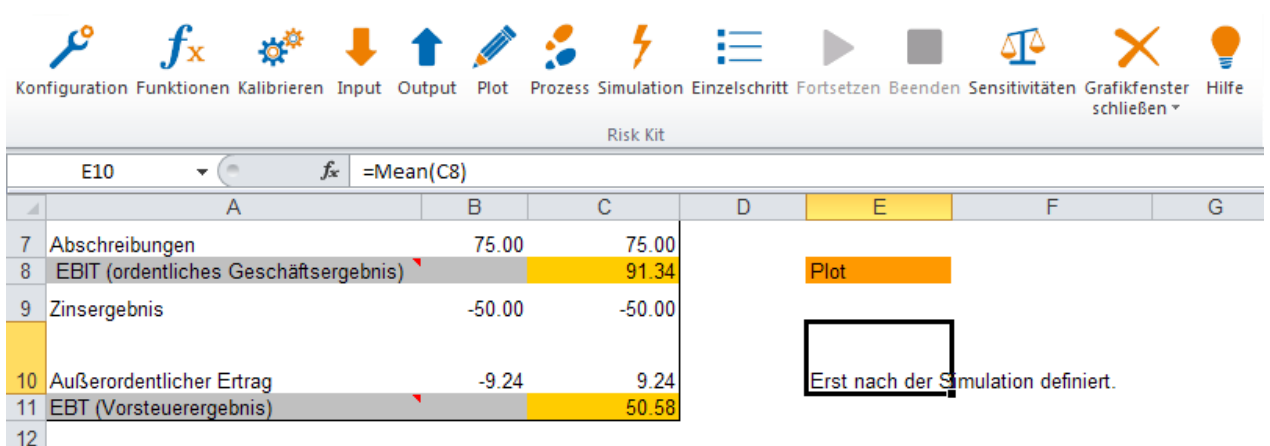 Konfiguration Funktionen Kalibrieren Input Output Plot Prozess Simulation Einzelschritt Fortsetzen Beenden Sensitivitäten Grafikfenster schließen Hilfe
Risk Kit
E10 fx =Mean(C8)
A B C D E F G
7 Abschreibungen 75.00 75.00
8 EBIT (ordentliches Geschäftsergebnis) 91.34 Plot
9 Zinsergebnis -50.00 -50.00
10 Außerordentlicher Ertrag -9.24 9.24 Erst nach der Simulation definiert.
11 EBT (Vorsteuerergebnis) 50.58
12